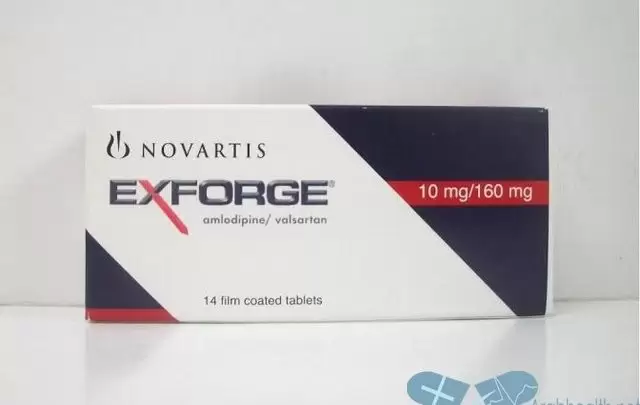 NOVARTIS
EXFORGE®
10 mg/160 mg
amlodipine/ valsartan
14 film coated tablets